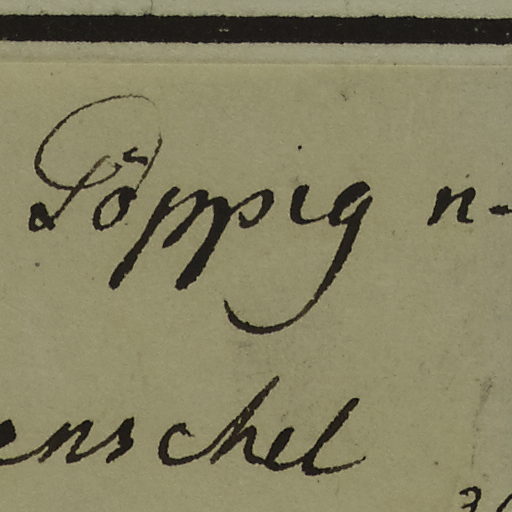 Pöppig n-
enschel